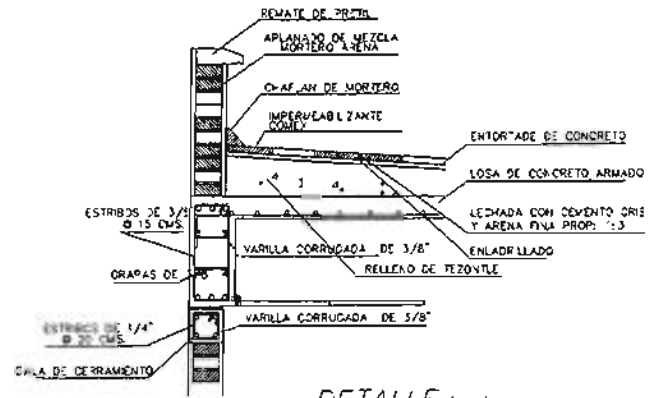 REMATE DE PRETIL
APLANADO DE MEZCLA
MORTERO ARENA
CHAFLAN DE MORTERO
IMPERMEABILIZANTE
COMEX
ENTORTADE DE CONCRETO
LOSA DE CONCRETO ARMADO
ESTRIBOS DE 3/8
@ 15 CMS.
LECHADA CON CEMENTO GRIS
Y ARENA FINA PROP: 1:3
VARILLA CORRUGADA DE 3/8"
ENLADRILLADO
GRAPAS DE
RELLENO DE TEZONTLE
ESTRIBOS DE 1/4"
@ 20 CMS.
VARILLA CORRUGADA DE 3/8"
CALA DE CERRAMIENTO
DETALLE